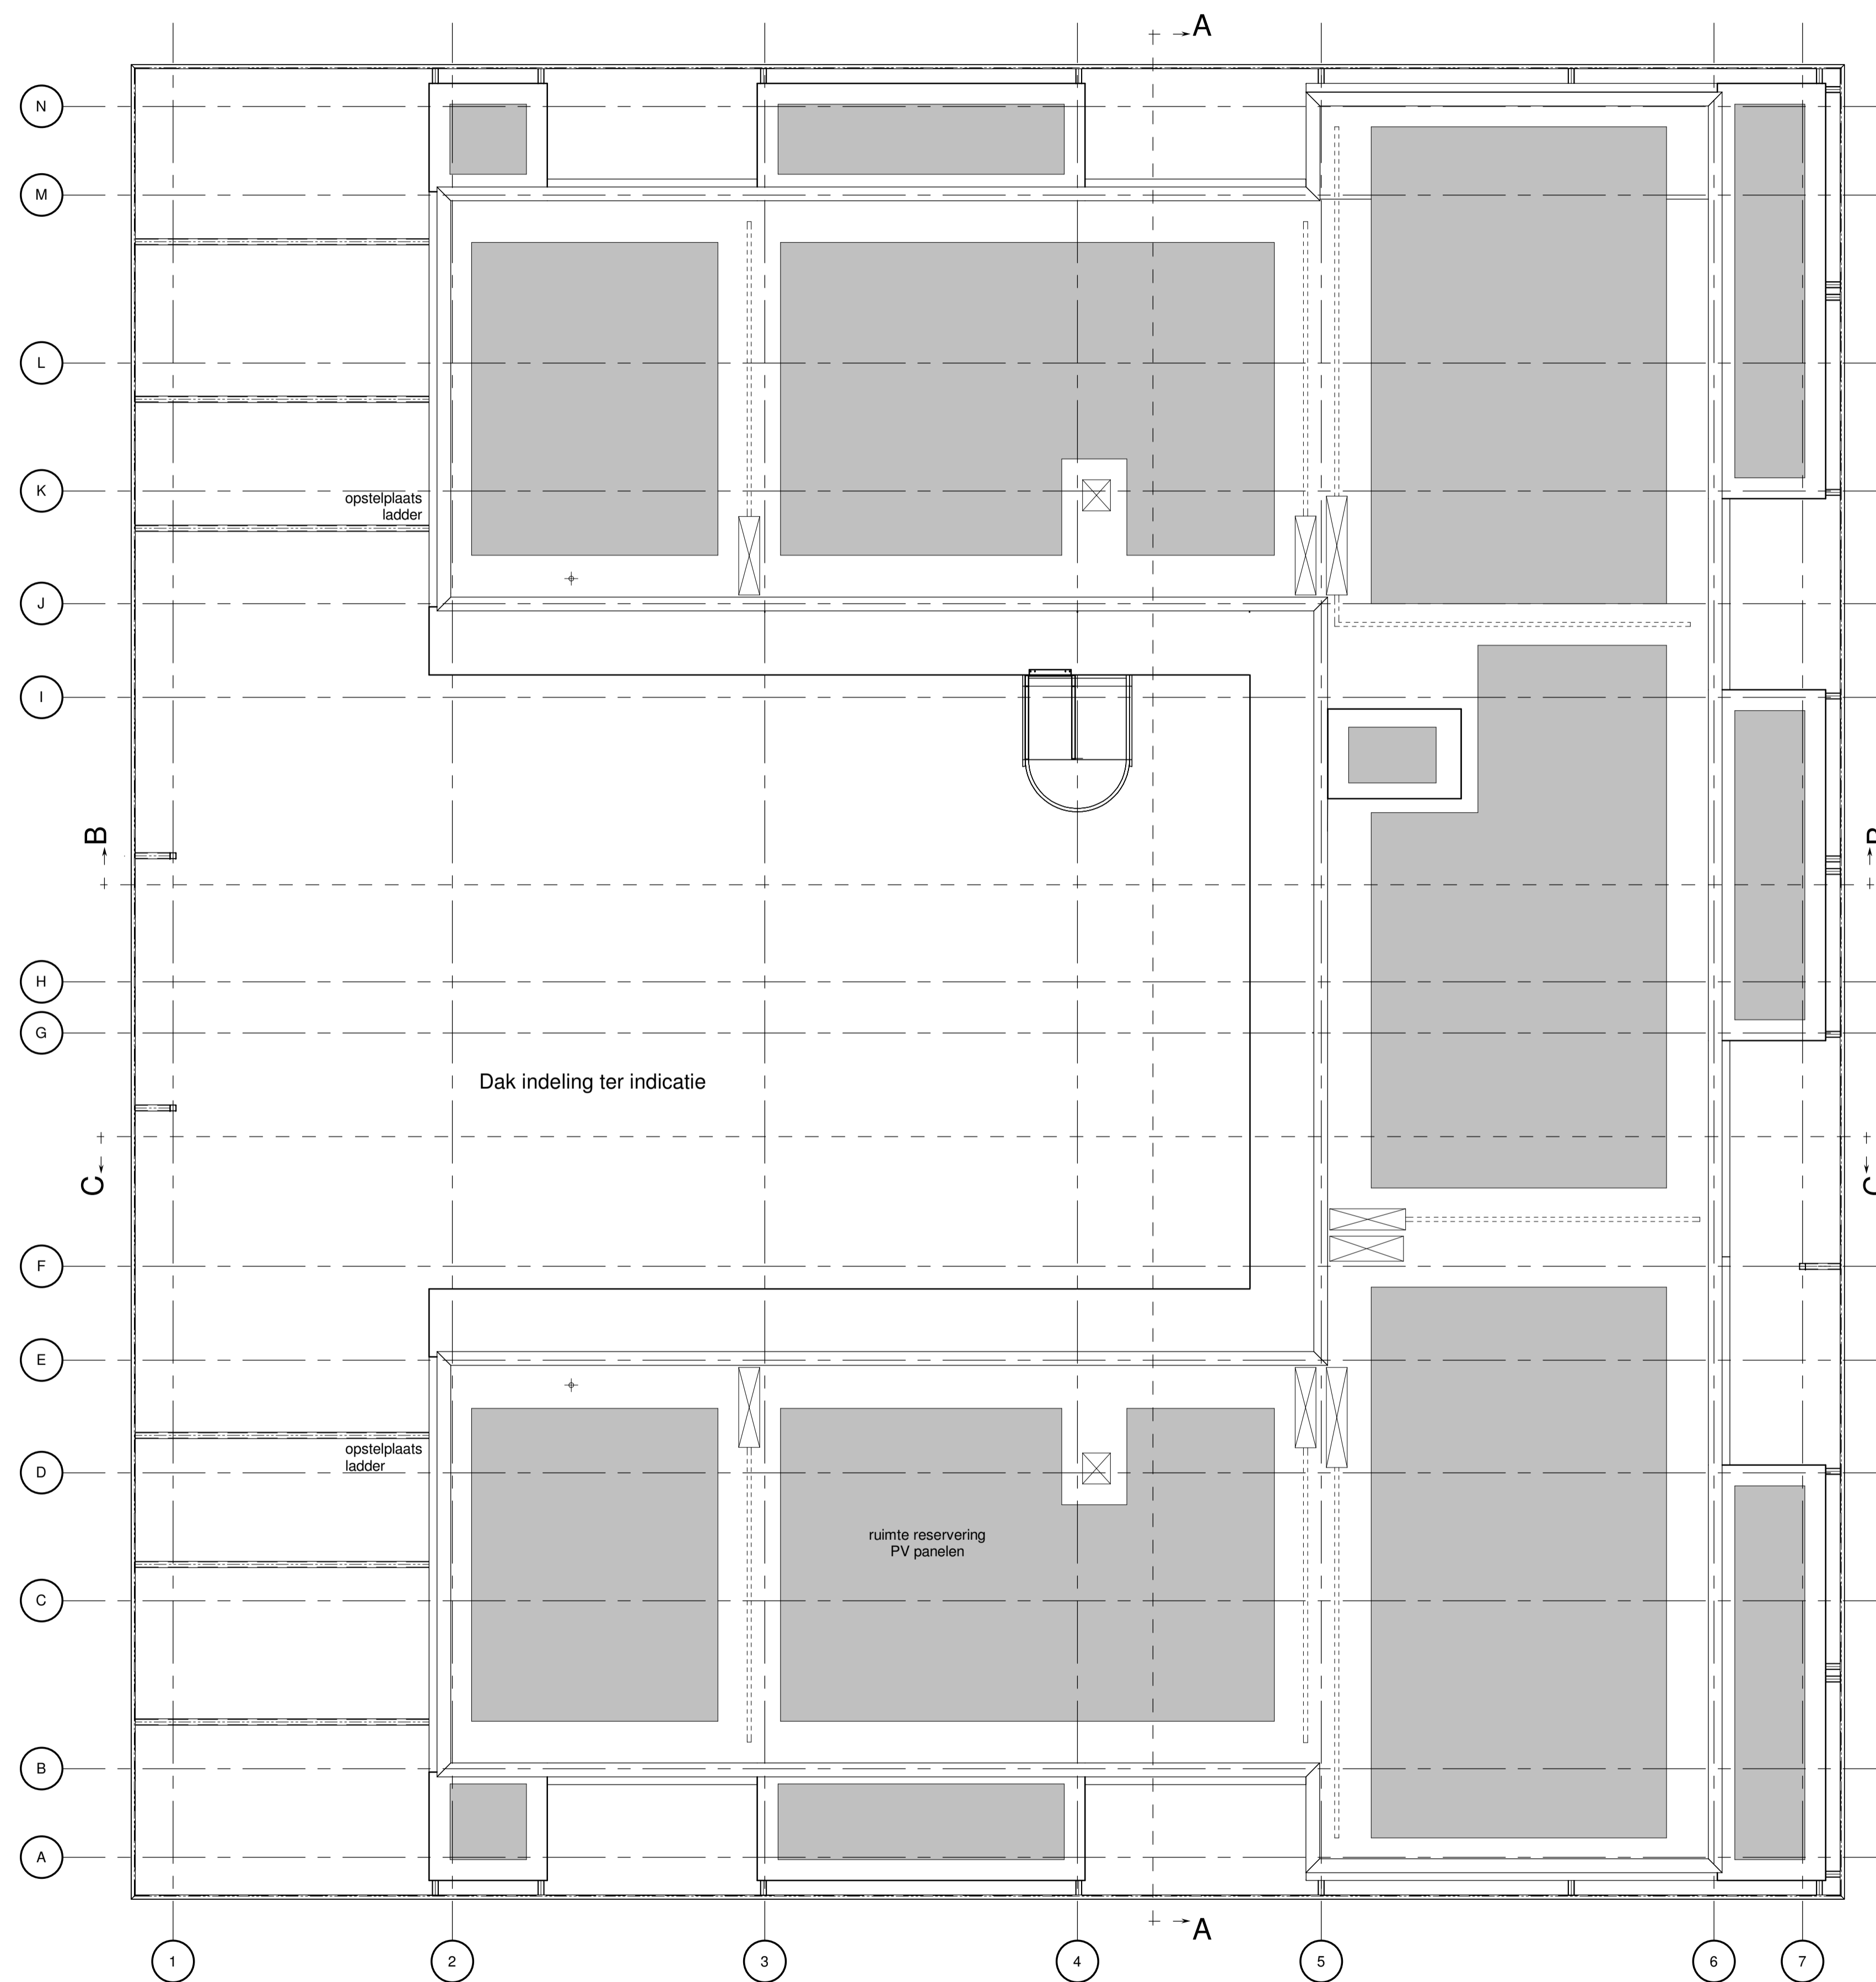 A
N
M
L
K
opstelplaats
ladder
J
I
B
B
H
G
Dak indeling ter indicatie
C
C
F
E
opstelplaats
ladder
D
ruimte reservering
PV panelen
C
B
A
A
1
2
3
4
5
6
7